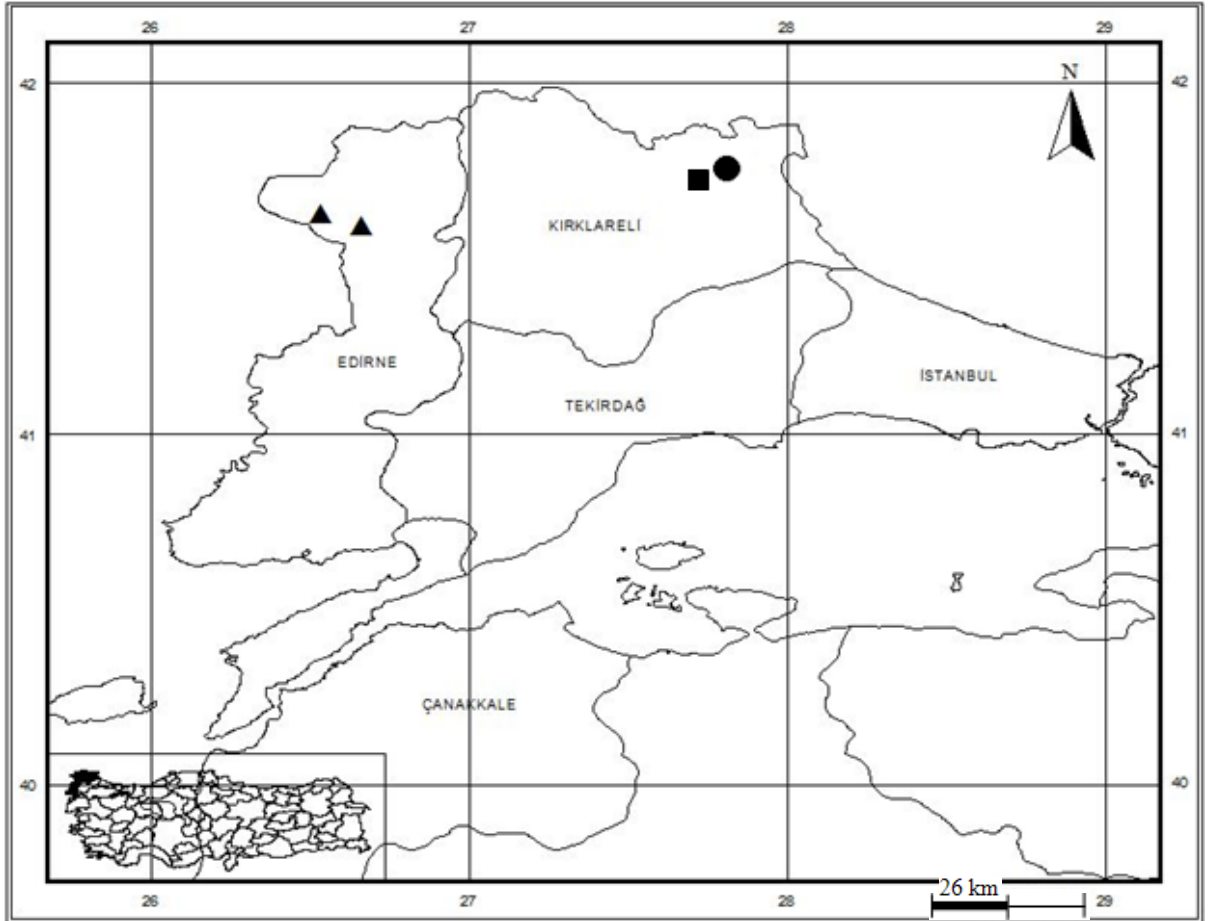 26 27 28 29
42 42
N
KIRKLARELİ
EDİRNE
İSTANBUL
TEKİRDAĞ
41 41
ÇANAKKALE
40 40
26 km
26 27 28 29